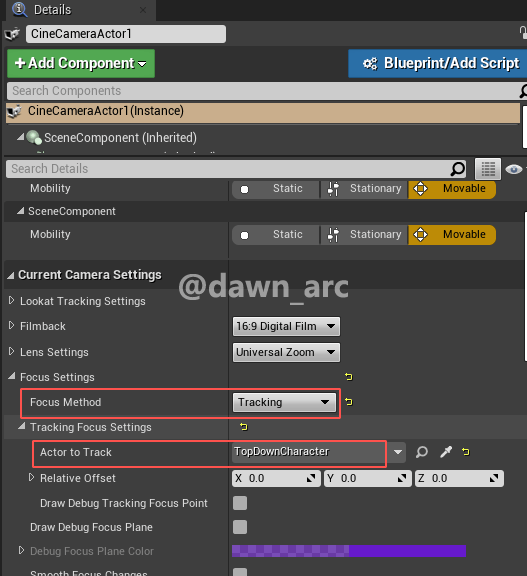 Details
CineCameraActor1
+Add Component
Blueprint/Add Script
Search Components
CineCameraActor1(Instance)
SceneComponent (Inherited)
Search Details
Mobility Static Stationary Movable
SceneComponent
Mobility Static Stationary Movable
Current Camera Settings
@dawn_arc
Lookat Tracking Settings
Filmback 16:9 Digital Film
Lens Settings Universal Zoom
Focus Settings
Focus Method Tracking
Tracking Focus Settings
Actor to Track TopDownCharacter
Relative Offset X 0.0 Y 0.0 Z 0.0
Draw Debug Tracking Focus Point
Draw Debug Focus Plane
Debug Focus Plane Color
Smooth Focus Changes